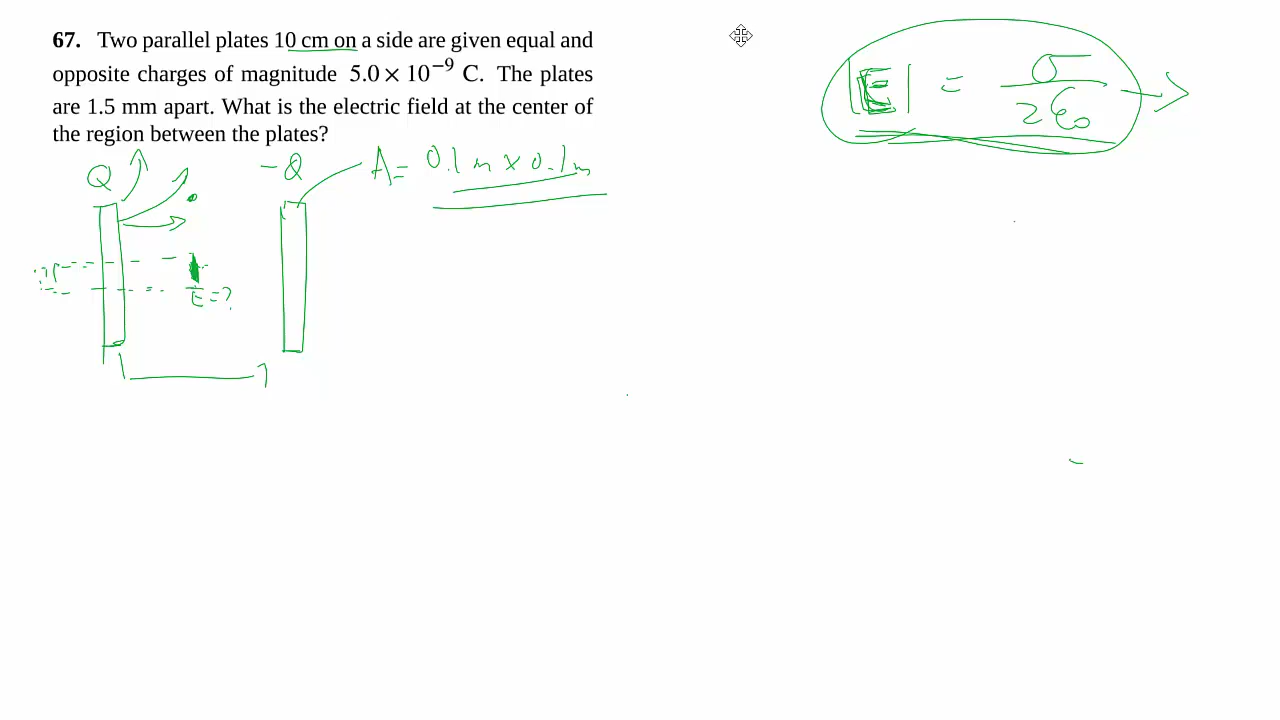 67. Two parallel plates 10 cm on a side are given equal and
opposite charges of magnitude 5.0 × 10⁻⁹ C. The plates
are 1.5 mm apart. What is the electric field at the center of
the region between the plates?
|E| = σ / 2ϵ₀
Q
-Q
A = 0.1 m × 0.1 m
E = ?